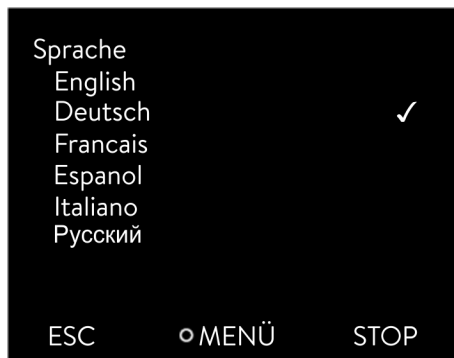 Sprache
English
Deutsch ✓
Francais
Espanol
Italiano
Русский
ESC MENÜ STOP